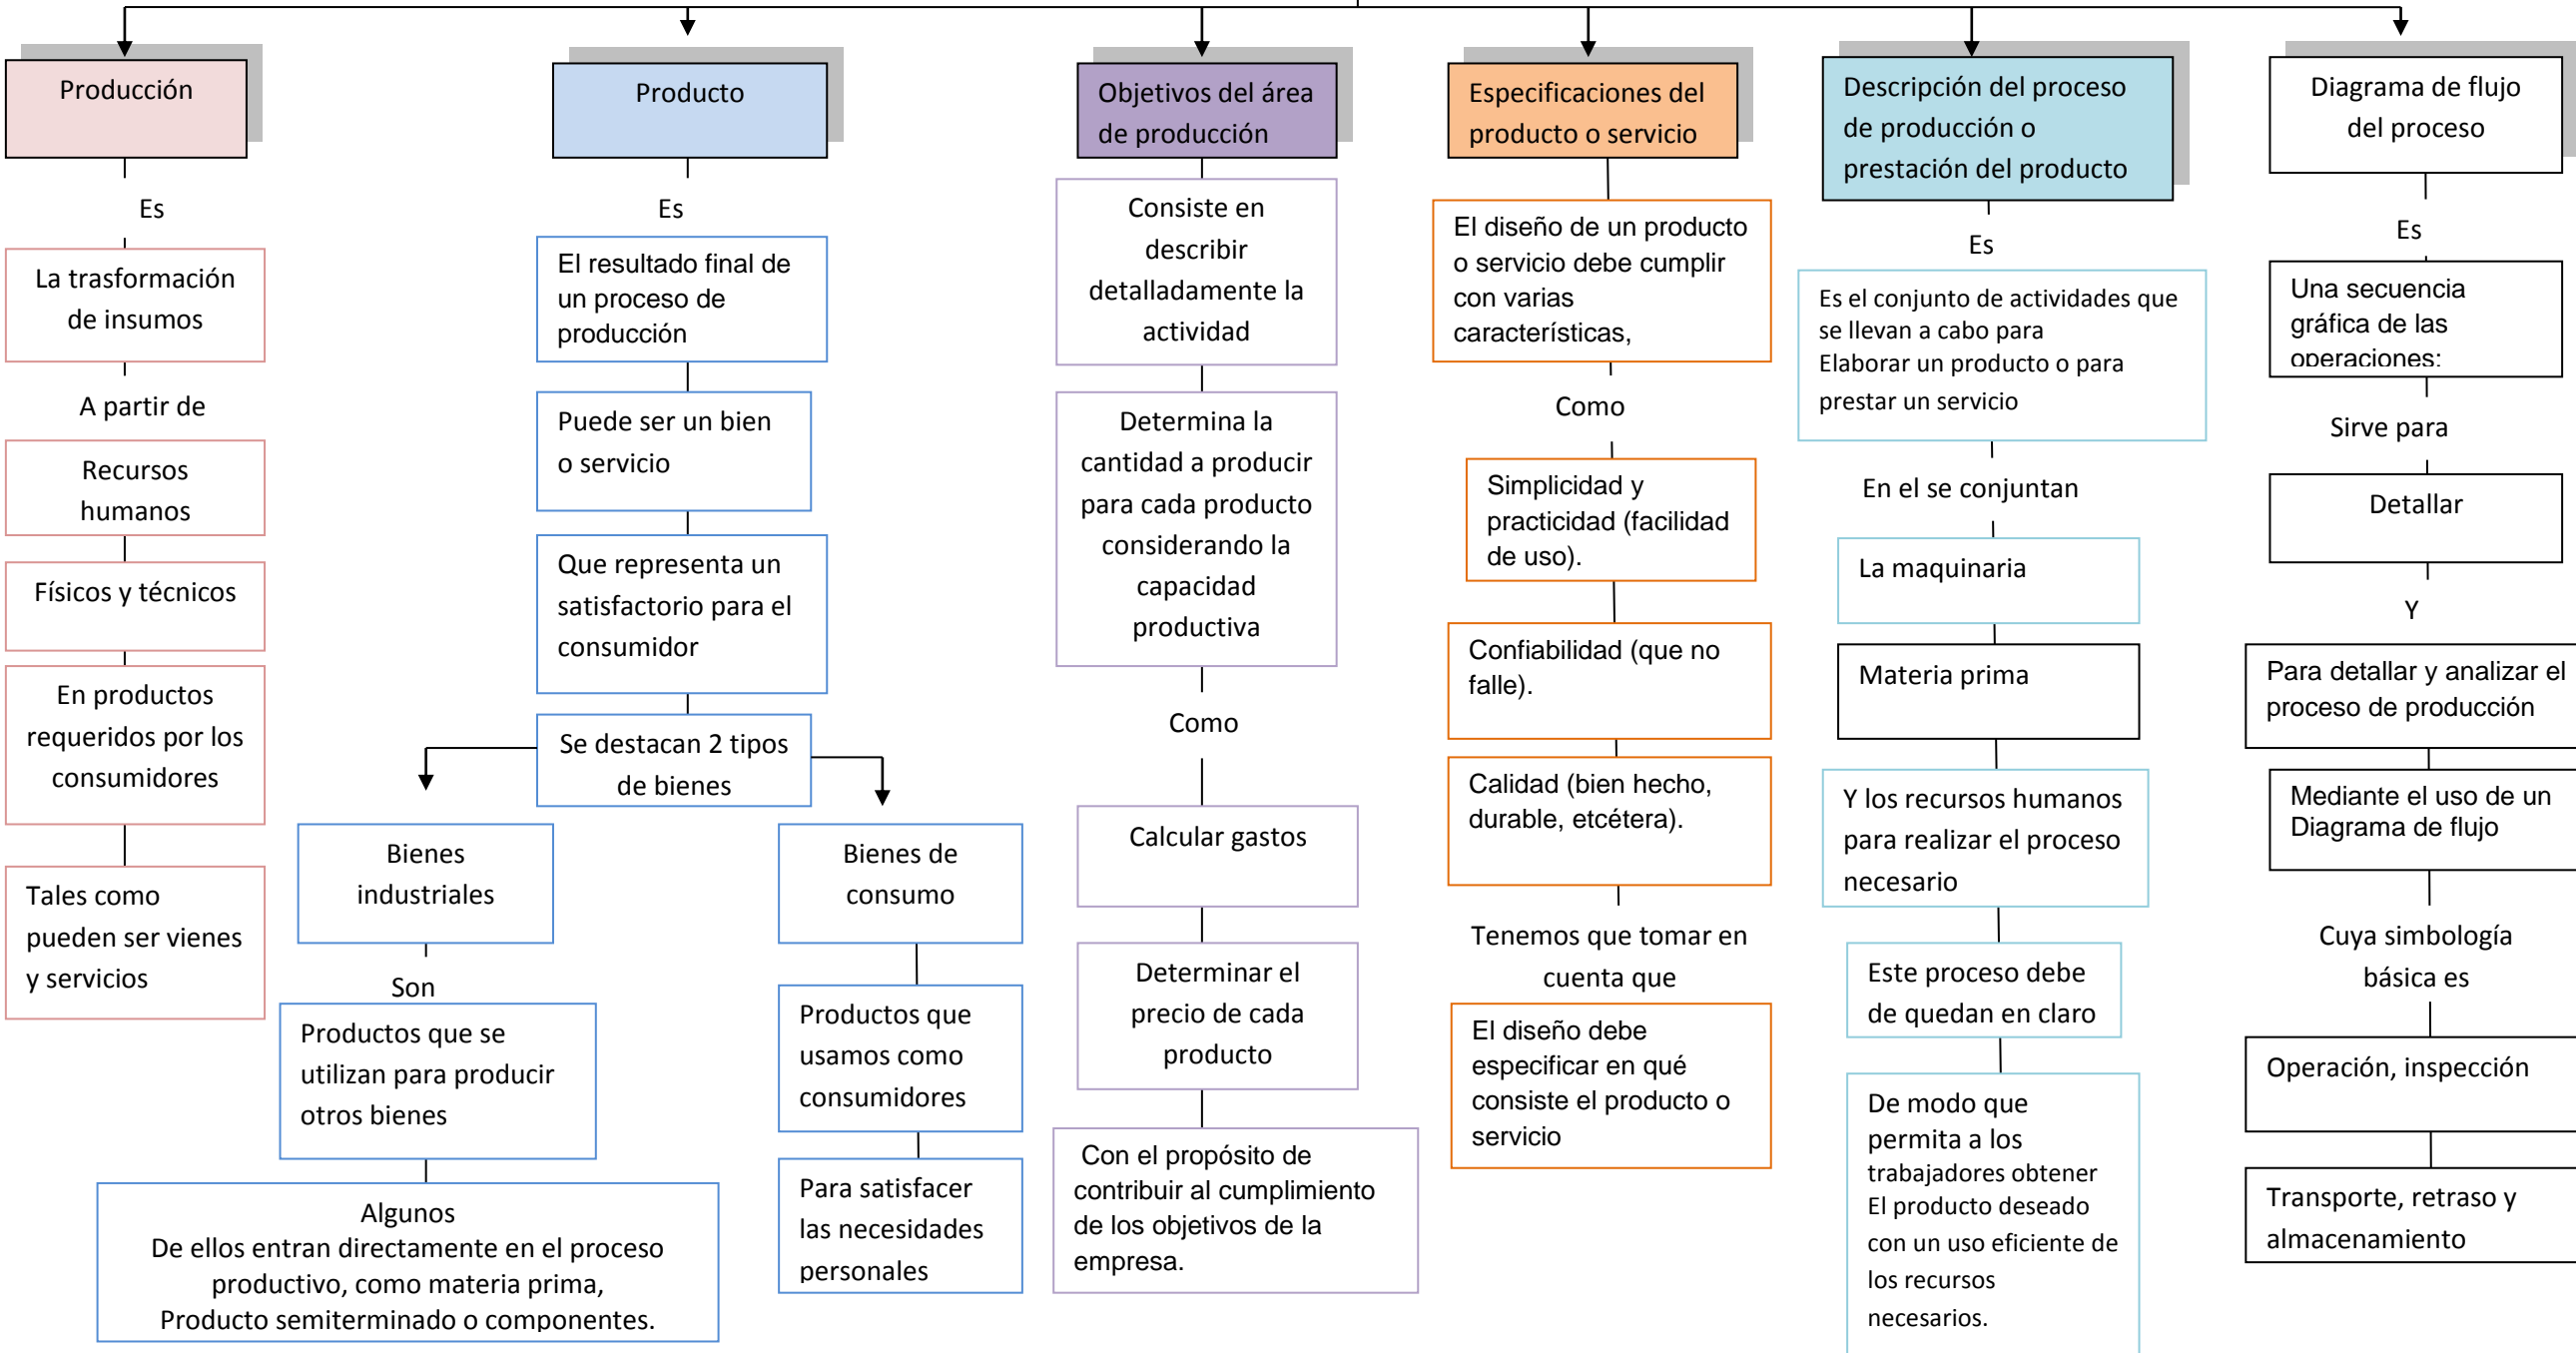 Producción
Es
La trasformación
de insumos
A partir de
Recursos
humanos
Físicos y técnicos
En productos
requeridos por los
consumidores
Tales como
pueden ser vienes
y servicios
Producto
Es
El resultado final de
un proceso de
producción
Puede ser un bien
o servicio
Que representa un
satisfactorio para el
consumidor
Se destacan 2 tipos
de bienes
Bienes
industriales
Son
Productos que se
utilizan para producir
otros bienes
Algunos
De ellos entran directamente en el proceso
productivo, como materia prima,
Producto semiterminado o componentes.
Bienes de
consumo
Productos que
usamos como
consumidores
Para satisfacer
las necesidades
personales
Objetivos del área
de producción
Consiste en
describir
detalladamente la
actividad
Determina la
cantidad a producir
para cada producto
considerando la
capacidad
productiva
Como
Calcular gastos
Determinar el
precio de cada
producto
Con el propósito de
contribuir al cumplimiento
de los objetivos de la
empresa.
Especificaciones del
producto o servicio
El diseño de un producto
o servicio debe cumplir
con varias
características,
Como
Simplicidad y
practicidad (facilidad
de uso).
Confiabilidad (que no
falle).
Calidad (bien hecho,
durable, etcétera).
Tenemos que tomar en
cuenta que
El diseño debe
especificar en qué
consiste el producto o
servicio
Descripción del proceso
de producción o
prestación del producto
Es
Es el conjunto de actividades que
se llevan a cabo para
Elaborar un producto o para
prestar un servicio
En el se conjuntan
La maquinaria
Materia prima
Y los recursos humanos
para realizar el proceso
necesario
Este proceso debe
de quedan en claro
De modo que
permita a los
trabajadores obtener
El producto deseado
con un uso eficiente de
los recursos
necesarios.
Diagrama de flujo
del proceso
Es
Una secuencia
gráfica de las
operaciones:
Sirve para
Detallar
Y
Para detallar y analizar el
proceso de producción
Mediante el uso de un
Diagrama de flujo
Cuya simbología
básica es
Operación, inspección
Transporte, retraso y
almacenamiento